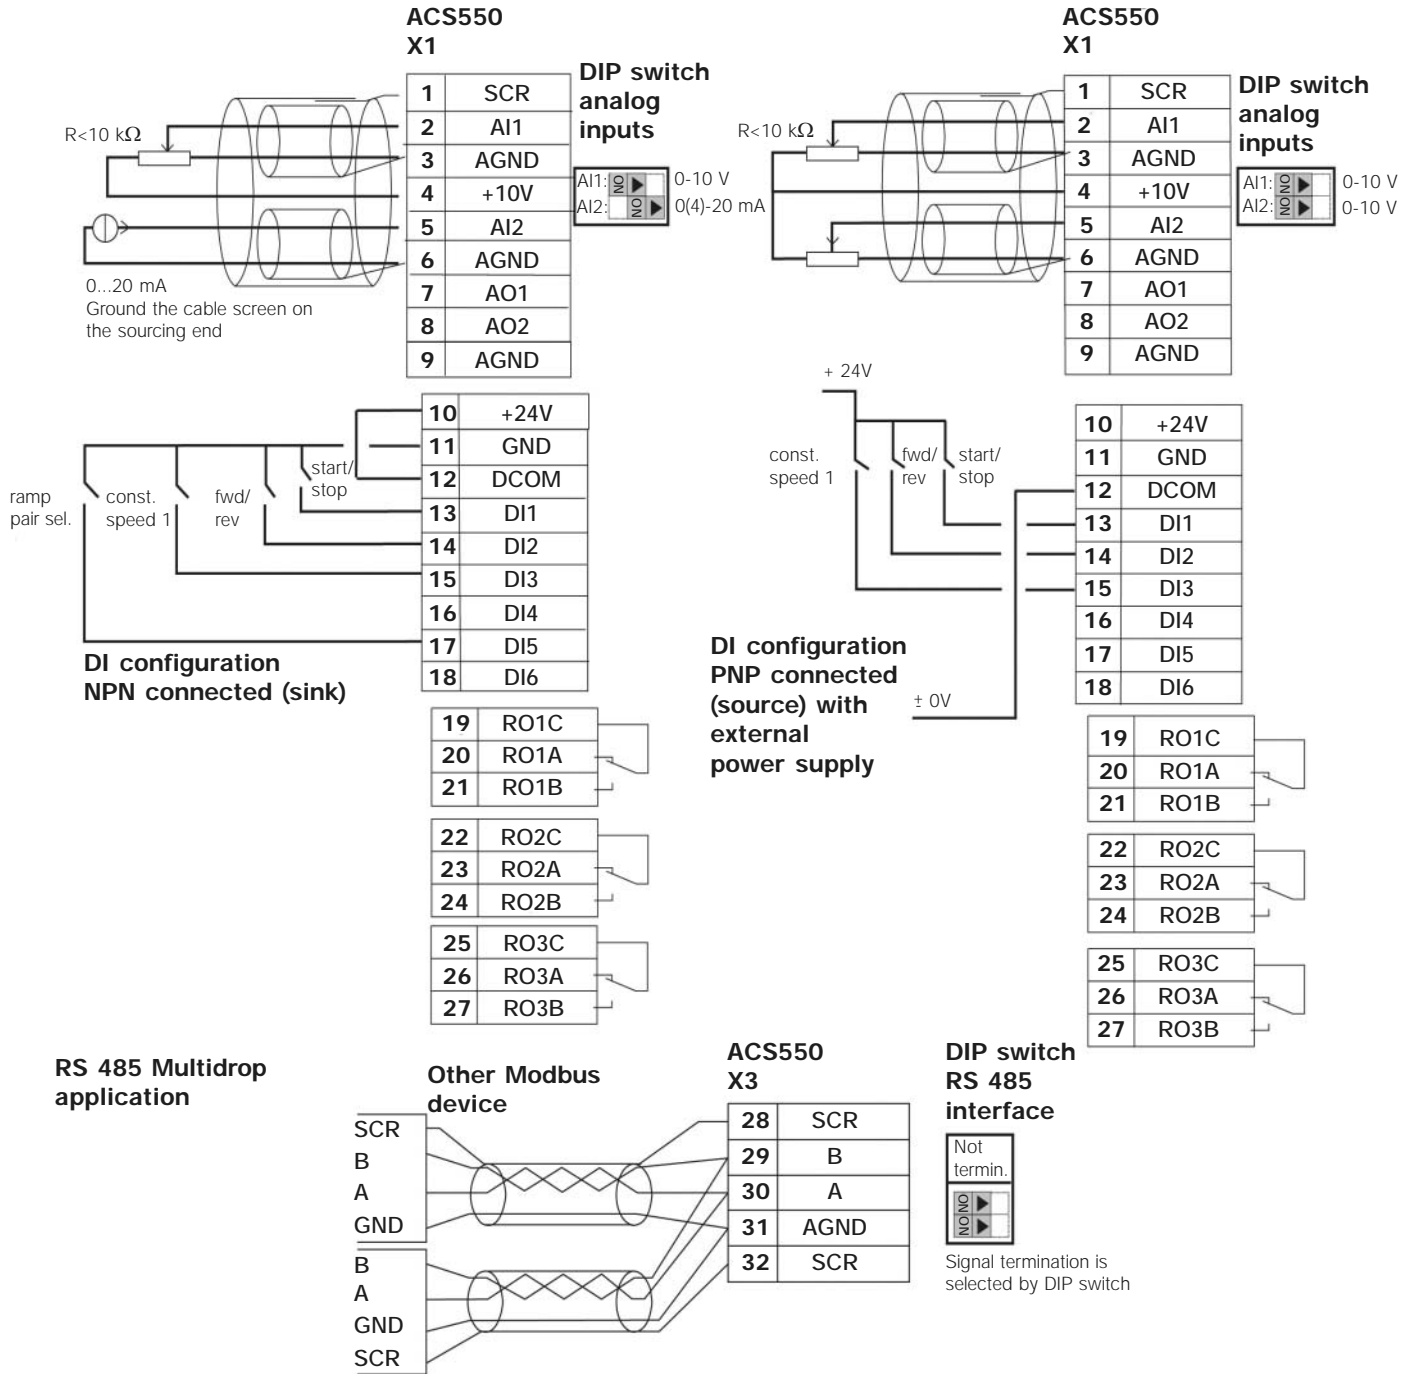 ACS550
X1
DIP switch
analog
inputs
R<10 kΩ
1 SCR
2 AI1
3 AGND
4 +10V
5 AI2
6 AGND
7 AO1
8 AO2
9 AGND
AI1: ON 0-10 V
AI2: ON 0(4)-20 mA
0...20 mA
Ground the cable screen on
the sourcing end
10 +24V
11 GND
12 DCOM
13 DI1
14 DI2
15 DI3
16 DI4
17 DI5
18 DI6
ramp
pair sel.
const.
speed 1
fwd/
rev
start/
stop
DI configuration
NPN connected (sink)
19 RO1C
20 RO1A
21 RO1B
22 RO2C
23 RO2A
24 RO2B
25 RO3C
26 RO3A
27 RO3B
ACS550
X1
DIP switch
analog
inputs
R<10 kΩ
1 SCR
2 AI1
3 AGND
4 +10V
5 AI2
6 AGND
7 AO1
8 AO2
9 AGND
AI1: ON 0-10 V
AI2: ON 0-10 V
+ 24V
const.
speed 1
fwd/
rev
start/
stop
10 +24V
11 GND
12 DCOM
13 DI1
14 DI2
15 DI3
16 DI4
17 DI5
18 DI6
DI configuration
PNP connected
(source) with
external
power supply
± 0V
19 RO1C
20 RO1A
21 RO1B
22 RO2C
23 RO2A
24 RO2B
25 RO3C
26 RO3A
27 RO3B
RS 485 Multidrop
application
Other Modbus
device
SCR
B
A
GND
B
A
GND
SCR
ACS550
X3
28 SCR
29 B
30 A
31 AGND
32 SCR
DIP switch
RS 485
interface
Not
termin.
ON
ON
Signal termination is
selected by DIP switch